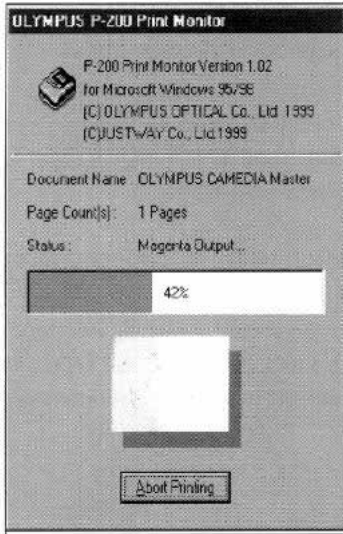 OLYMPUS P-200 Print Monitor
P-200 Print Monitor Version 1.02
for Microsoft Windows 95/98
(C) OLYMPUS OPTICAL Co., Ltd. 1999
(C)JUSTWAY Co., Ltd.1999
Document Name : OLYMPUS CAMEDIA Master
Page Count(s) : 1 Pages
Status : Magenta Output...
42%
Abort Printing